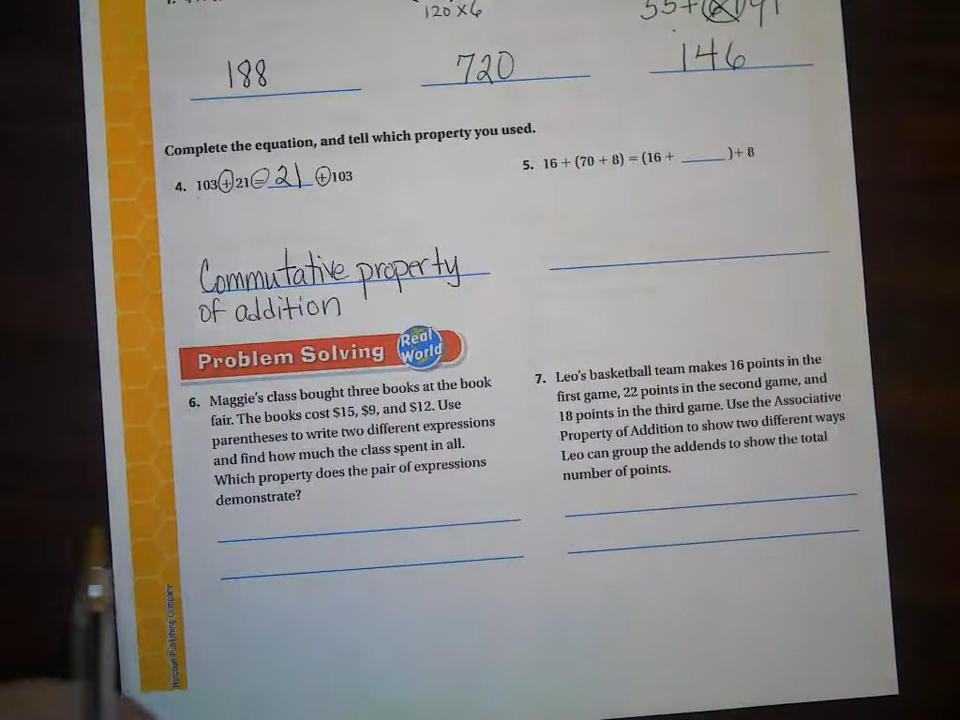 120 x 6
188
720
146
Complete the equation, and tell which property you used.
4. 103 + 21 = 21 + 103
5. 16 + (70 + 8) = (16 + ____ ) + 8
Commutative property
of addition
Problem Solving Real World
6. Maggie's class bought three books at the book
fair. The books cost $15, $9, and $12. Use
parentheses to write two different expressions
and find how much the class spent in all.
Which property does the pair of expressions
demonstrate?
7. Leo's basketball team makes 16 points in the
first game, 22 points in the second game, and
18 points in the third game. Use the Associative
Property of Addition to show two different ways
Leo can group the addends to show the total
number of points.
Harcourt Publishing Company